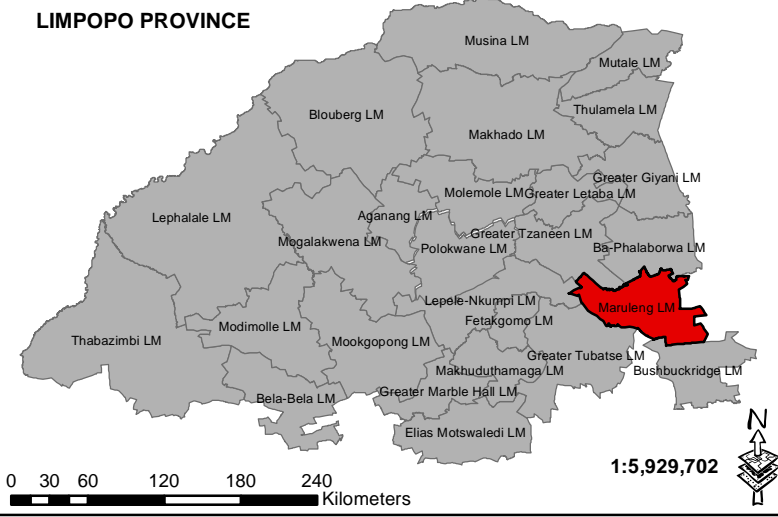 LIMPOPO PROVINCE
Musina LM
Mutale LM
Blouberg LM
Thulamela LM
Makhado LM
Greater Giyani LM
Molemole LM
Greater Letaba LM
Lephalale LM
Aganang LM
Mogalakwena LM
Polokwane LM
Greater Tzaneen LM
Ba-Phalaborwa LM
Lepele-Nkumpi LM
Maruleng LM
Fetakgomo LM
Modimolle LM
Thabazimbi LM
Mookgopong LM
Greater Tubatse LM
Makhuduthamaga LM
Bushbuckridge LM
Bela-Bela LM
Greater Marble Hall LM
Elias Motswaledi LM
N
1:5,929,702
0 30 60 120 180 240
Kilometers